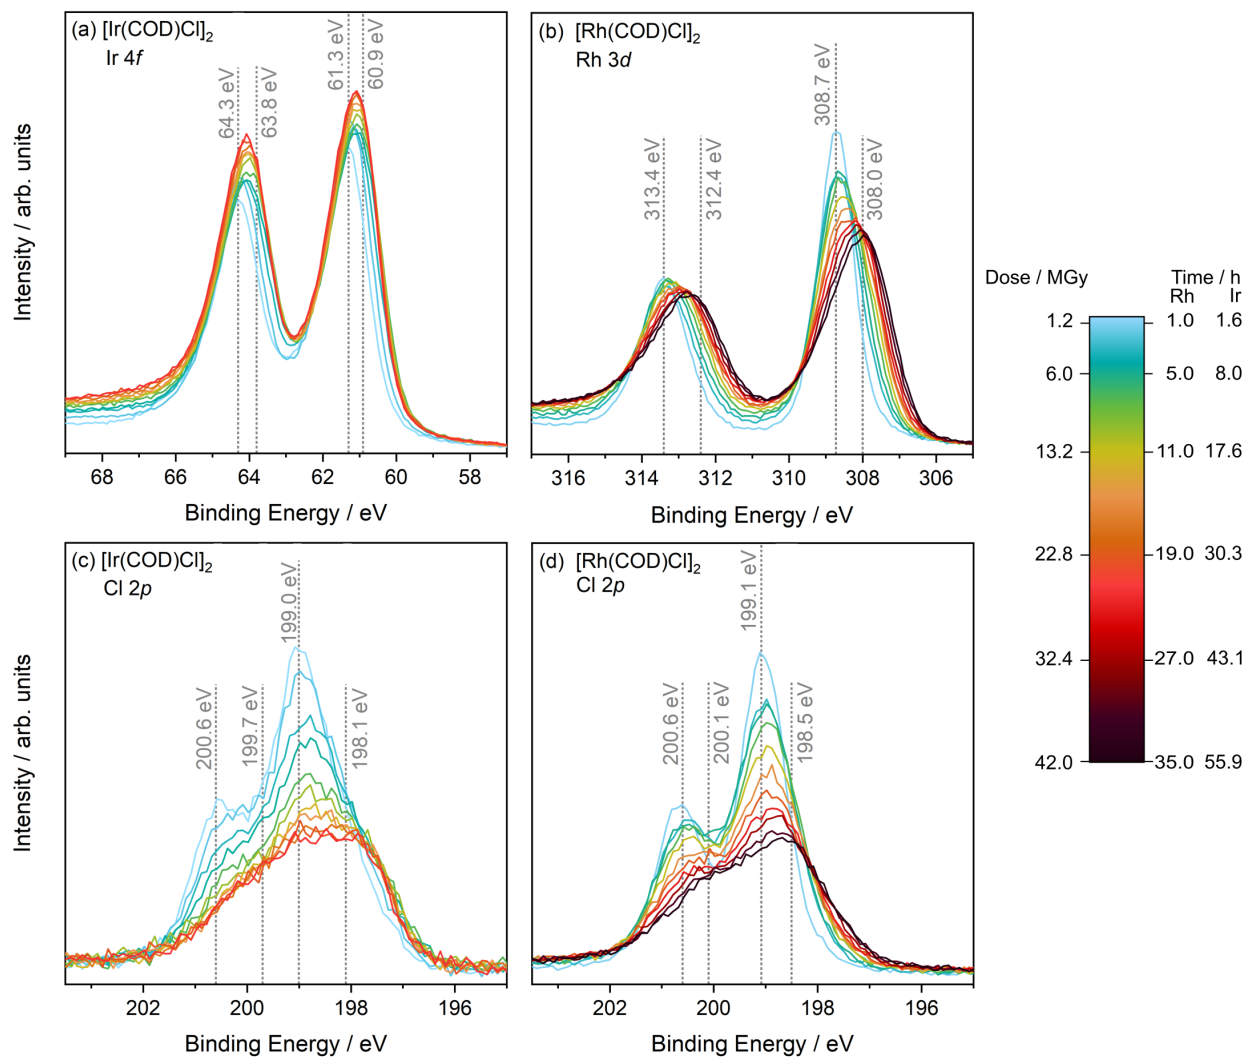 (a) [Ir(COD)Cl]2
Ir 4f
64.3 eV
63.8 eV
61.3 eV
60.9 eV
Intensity / arb. units
68 66 64 62 60 58
Binding Energy / eV
(b) [Rh(COD)Cl]2
Rh 3d
313.4 eV
312.4 eV
308.7 eV
308.0 eV
316 314 312 310 308 306
Binding Energy / eV
Dose / MGy Time / h
Rh Ir
1.2 1.0 1.6
6.0 5.0 8.0
13.2 11.0 17.6
22.8 19.0 30.3
32.4 27.0 43.1
42.0 35.0 55.9
(c) [Ir(COD)Cl]2
Cl 2p
200.6 eV
199.7 eV
199.0 eV
198.1 eV
Intensity / arb. units
202 200 198 196
Binding Energy / eV
(d) [Rh(COD)Cl]2
Cl 2p
200.6 eV
200.1 eV
199.1 eV
198.5 eV
202 200 198 196
Binding Energy / eV